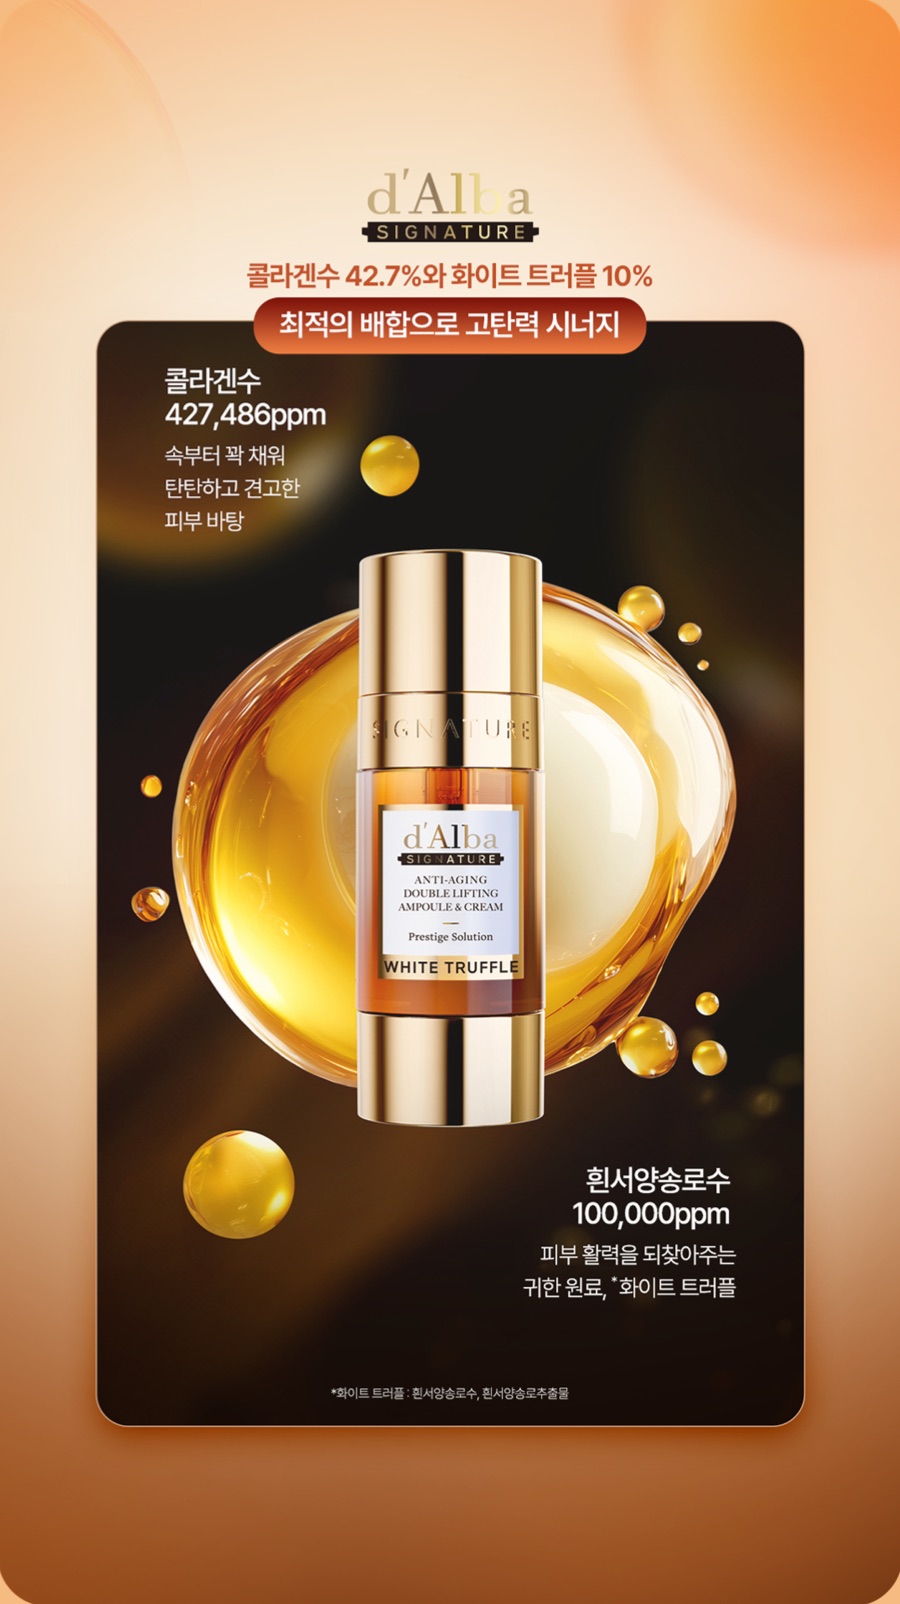 d'Alba
SIGNATURE
콜라겐수 42.7%와 화이트 트러플 10%
최적의 배합으로 고탄력 시너지
콜라겐수
427,486ppm
속부터 꽉 채워
탄탄하고 견고한
피부 바탕
SIGNATURE
d'Alba
SIGNATURE
ANTI-AGING
DOUBLE LIFTING
AMPOULE & CREAM
Prestige Solution
WHITE TRUFFLE
흰서양송로수
100,000ppm
피부 활력을 되찾아주는
귀한 원료, *화이트 트러플
*화이트 트러플 : 흰서양송로수, 흰서양송로추출물